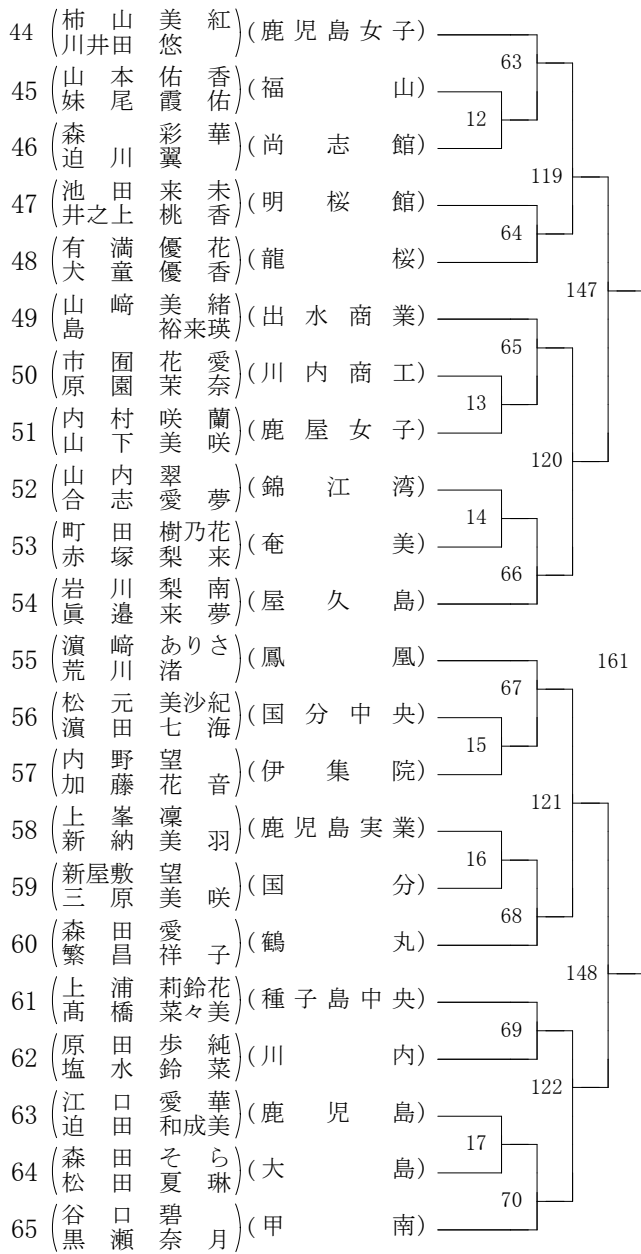 44 (柿山美紅 川井田悠) (鹿児島女子)
63
45 (山本佑香 妹尾霞佑) (福山)
12
46 (森彩華 迫川翼) (尚志館)
119
47 (池田来未 井之上桃香) (明桜館)
64
48 (有満優花 犬童優香) (龍桜)
147
49 (山﨑美緒 島裕来瑛) (出水商業)
65
50 (市囿花愛 原園茉奈) (川内商工)
13
51 (内村咲蘭 山下美咲) (鹿屋女子)
120
52 (山内翠 合志愛夢) (錦江湾)
14
53 (町田樹乃花 赤塚梨来) (奄美)
66
54 (岩川梨南 眞邉来夢) (屋久島)
55 (濵﨑ありさ 荒川渚) (鳳凰)
161
67
56 (松元美沙紀 濵田七海) (国分中央)
15
57 (内野望 加藤花音) (伊集院)
121
58 (上峯凜 新納美羽) (鹿児島実業)
16
59 (新屋敷望 三原美咲) (国分)
68
60 (森田愛 繁昌祥子) (鶴丸)
148
61 (上浦莉鈴花 髙橋菜々美) (種子島中央)
69
62 (原田歩純 塩水鈴菜) (川内)
122
63 (江口愛華 迫田和成美) (鹿児島)
17
64 (森田そら 松田夏琳) (大島)
70
65 (谷口碧 黒瀬奈月) (甲南)